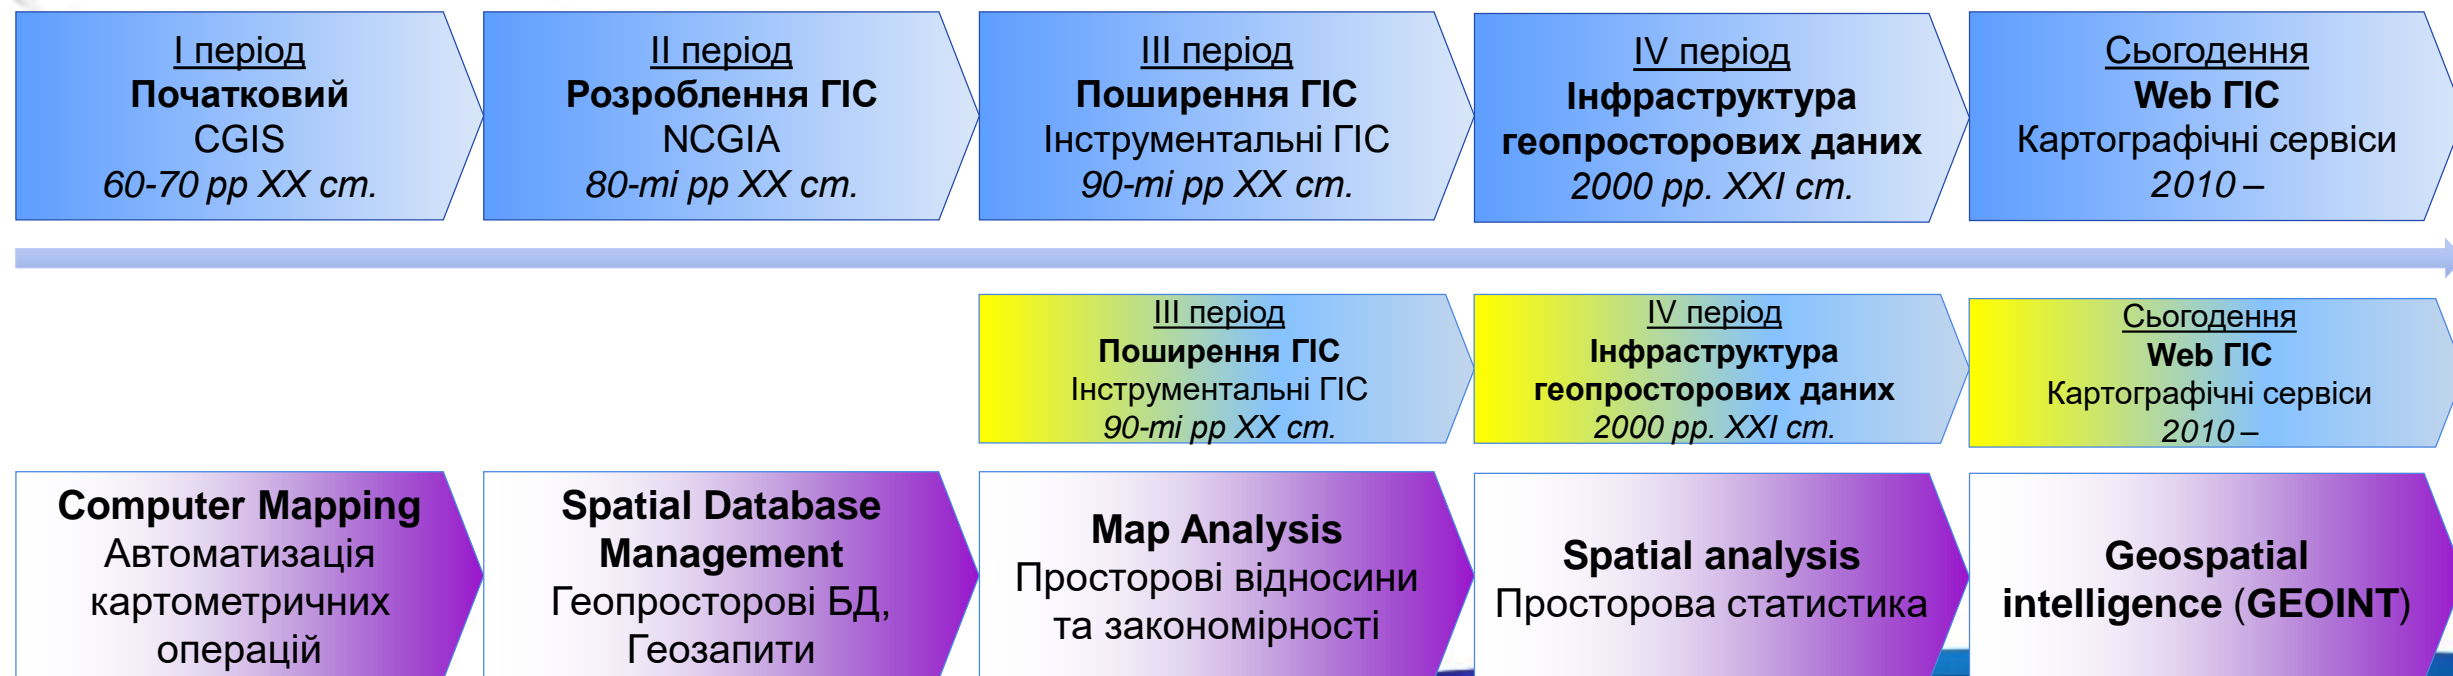 І період
Початковий
CGIS
60-70 рр ХХ ст.
ІІ період
Розроблення ГІС
NCGIA
80-ті рр ХХ ст.
ІІІ період
Поширення ГІС
Інструментальні ГІС
90-ті рр ХХ ст.
IV період
Інфраструктура
геопросторових даних
2000 рр. ХХІ ст.
Сьогодення
Web ГІС
Картографічні сервіси
2010 –
ІІІ період
Поширення ГІС
Інструментальні ГІС
90-ті рр ХХ ст.
IV період
Інфраструктура
геопросторових даних
2000 рр. ХХІ ст.
Сьогодення
Web ГІС
Картографічні сервіси
2010 –
Computer Mapping
Автоматизація
картометричних
операцій
Spatial Database
Management
Геопросторові БД,
Геозапити
Map Analysis
Просторові відносини
та закономірності
Spatial analysis
Просторова статистика
Geospatial
intelligence (GEOINT)